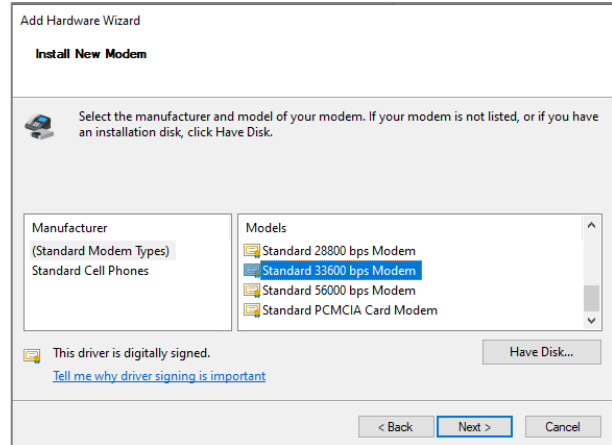 Add Hardware Wizard
Install New Modem
Select the manufacturer and model of your modem. If your modem is not listed, or if you have
an installation disk, click Have Disk.
Manufacturer
(Standard Modem Types)
Standard Cell Phones
Models
Standard 28800 bps Modem
Standard 33600 bps Modem
Standard 56000 bps Modem
Standard PCMCIA Card Modem
This driver is digitally signed.
Tell me why driver signing is important
Have Disk...
< Back
Next >
Cancel